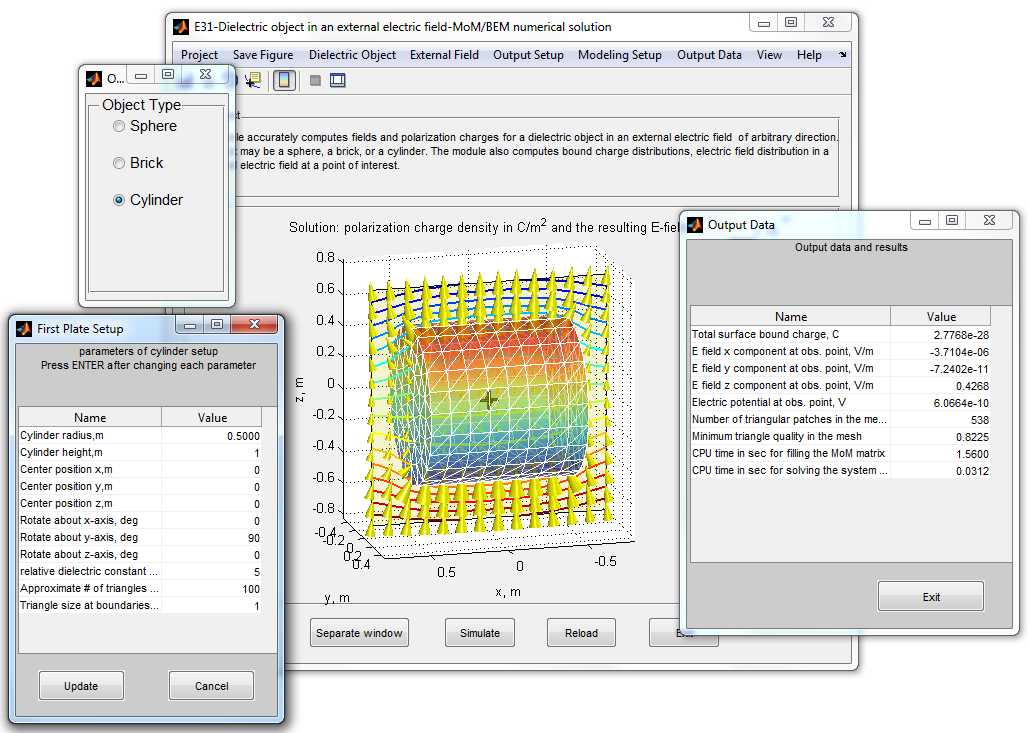 E31-Dielectric object in an external electric field-MoM/BEM numerical solution
Project Save Figure Dielectric Object External Field Output Setup Modeling Setup Output Data View Help
O...
Object Type
Sphere
Brick
Cylinder
accurately computes fields and polarization charges for a dielectric object in an external electric field of arbitrary direction.
may be a sphere, a brick, or a cylinder. The module also computes bound charge distributions, electric field distribution in a
electric field at a point of interest.
Solution: polarization charge density in C/m2 and the resulting E-fiel
0.8
0.6
0.4
0.2
0
-0.2
-0.4
-0.6
-0.8
z, m
-0.4
-0.2
0
0.2
0.4
y, m
0.5
0
-0.5
x, m
Separate window
Simulate
Reload
First Plate Setup
parameters of cylinder setup
Press ENTER after changing each parameter
Name Value
Cylinder radius,m 0.5000
Cylinder height,m 1
Center position x,m 0
Center position y,m 0
Center position z,m 0
Rotate about x-axis, deg 0
Rotate about y-axis, deg 90
Rotate about z-axis, deg 0
relative dielectric constant ... 5
Approximate # of triangles ... 100
Triangle size at boundaries... 1
Update
Cancel
Output Data
Output data and results
Name Value
Total surface bound charge, C 2.7768e-28
E field x component at obs. point, V/m -3.7104e-06
E field y component at obs. point, V/m -7.2402e-11
E field z component at obs. point, V/m 0.4268
Electric potential at obs. point, V 6.0664e-10
Number of triangular patches in the me... 538
Minimum triangle quality in the mesh 0.8225
CPU time in sec for filling the MoM matrix 1.5600
CPU time in sec for solving the system ... 0.0312
Exit